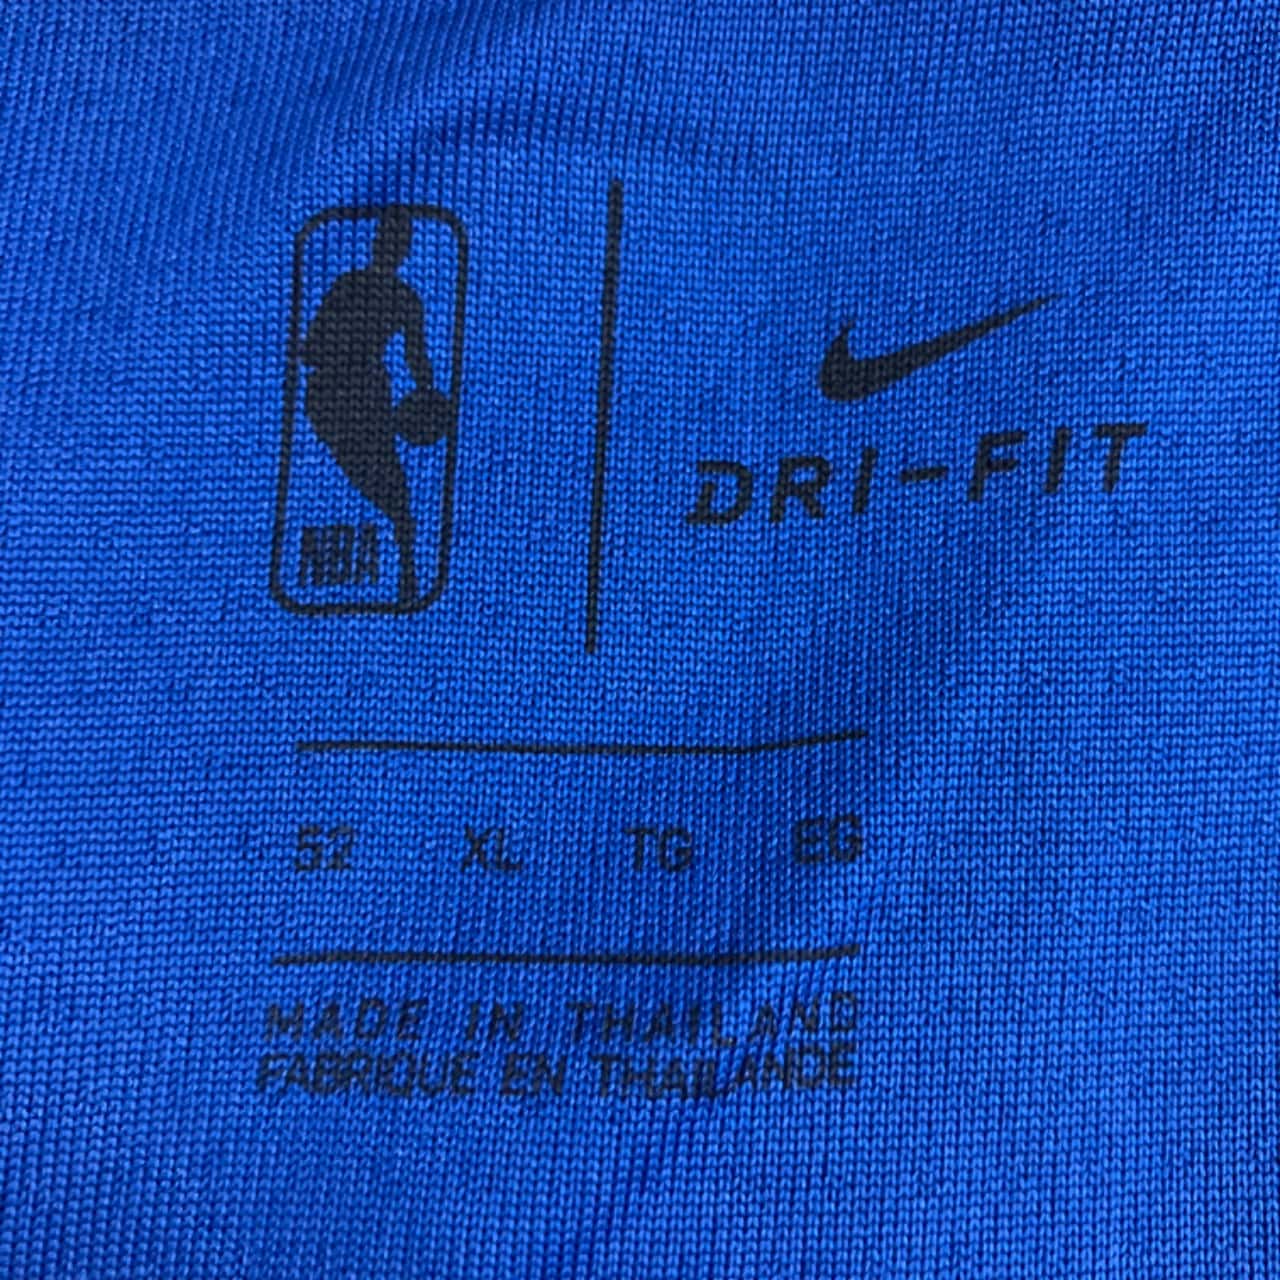 NBA
DRI-FIT
52 XL TG EG
MADE IN THAILAND
FABRIQUE EN THAILANDE